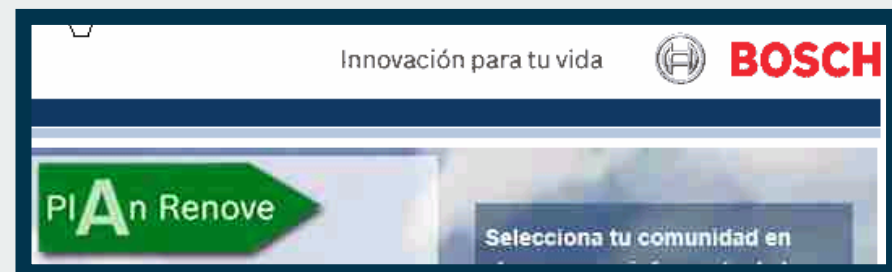 Innovación para tu vida
BOSCH
PlAn Renove
Selecciona tu comunidad en